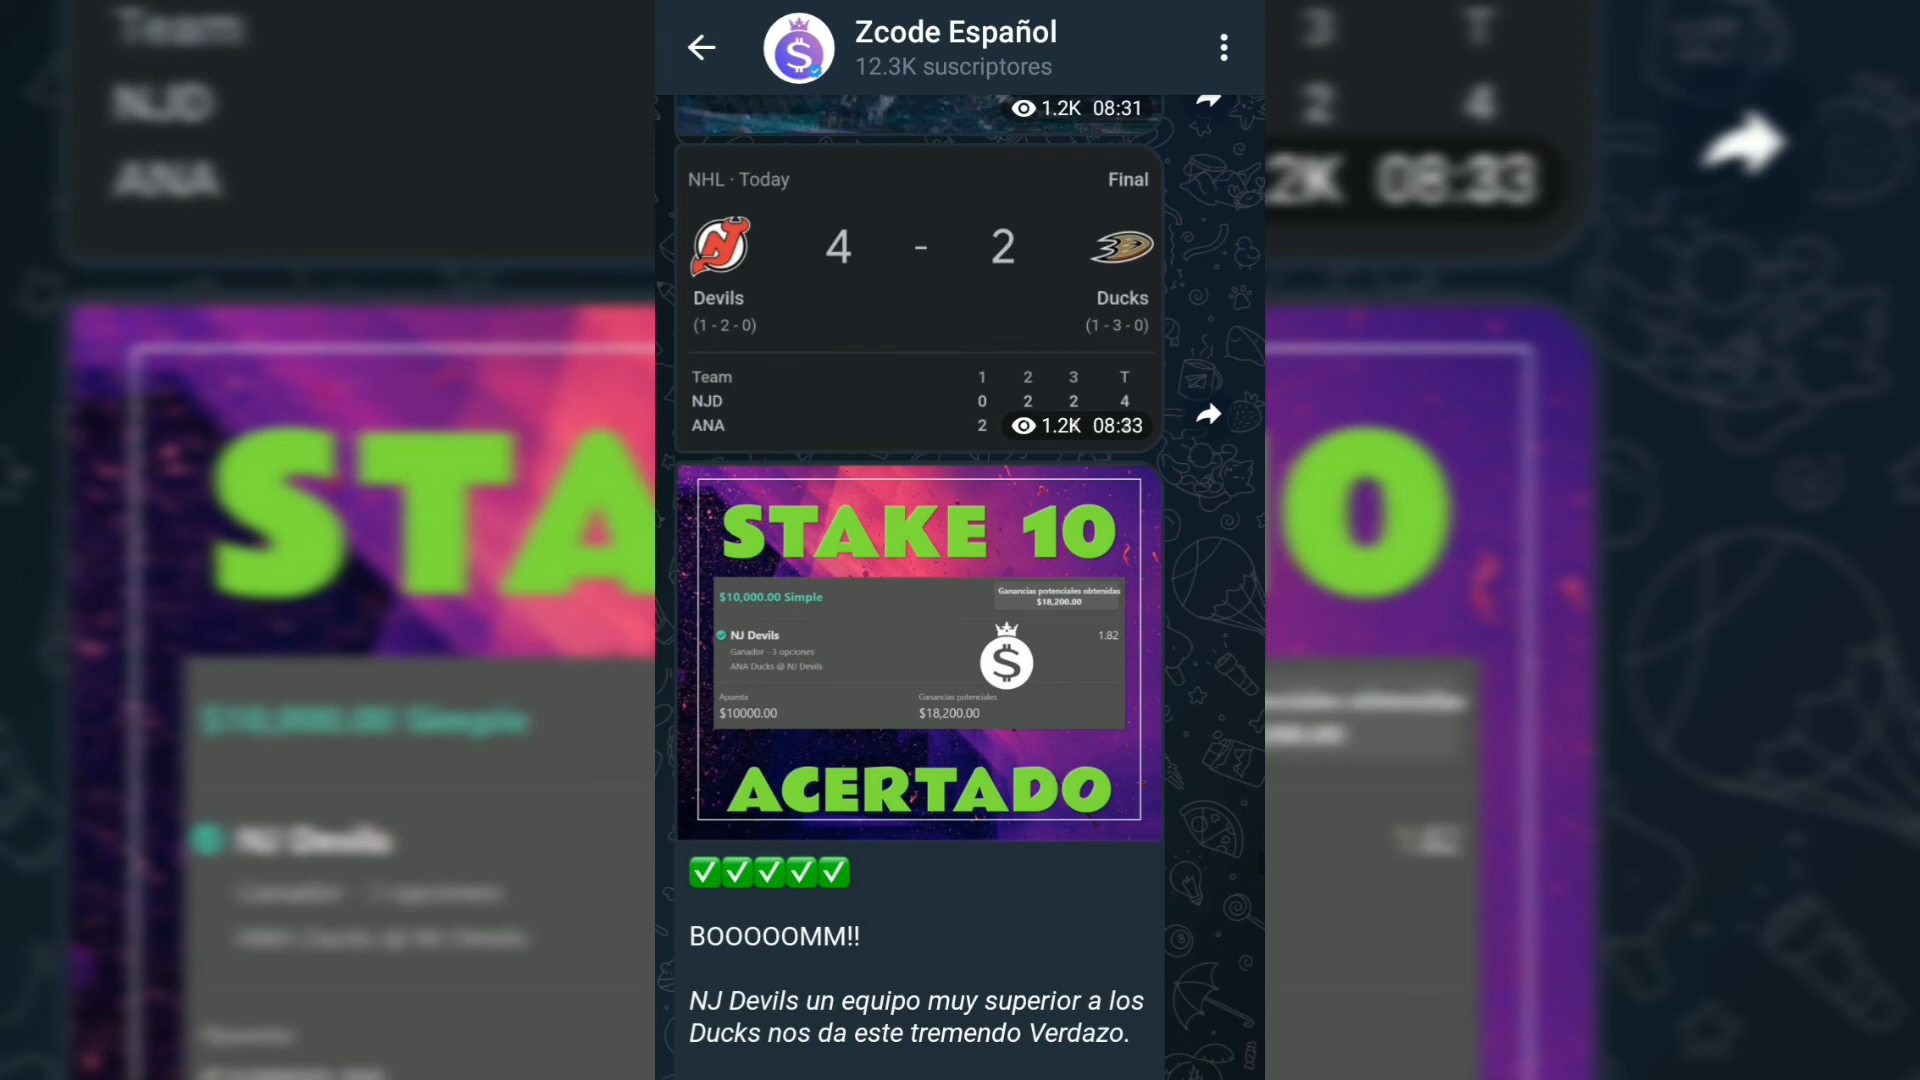 Zcode Español
12.3K suscriptores
1.2K 08:31
NHL · Today
Final
4 - 2
Devils
Ducks
(1 - 2 - 0)
(1 - 3 - 0)
Team 1 2 3 T
NJD 0 2 2 4
ANA 2
1.2K 08:33
STAKE 10
$10,000.00 Simple
Ganancias potenciales obtenidas
$18,200.00
NJ Devils
1.82
Ganador - 3 opciones
ANA Ducks @ NJ Devils
Apuesta
Ganancias potenciales
$10000.00
$18,200.00
ACERTADO
BOOOOOMM!!
NJ Devils un equipo muy superior a los
Ducks nos da este tremendo Verdazo.